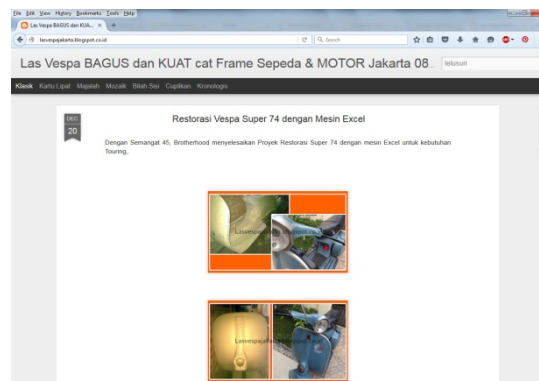 File Edit View History Bookmarks Tools Help
Las Vespa BAGUS dan KUA...
lasvespajakarta.blogspot.co.id
Search
Las Vespa BAGUS dan KUAT cat Frame Sepeda & MOTOR Jakarta 08...
telusuri
Klasik Kartu Lipat Majalah Mozaik Bilah Sisi Cuplikan Kronologis
DEC
20
Restorasi Vespa Super 74 dengan Mesin Excel
Dengan Semangat 45, Brotherhood menyelesaikan Proyek Restorasi Super 74 dengan mesin Excel untuk kebutuhan
Touring,.